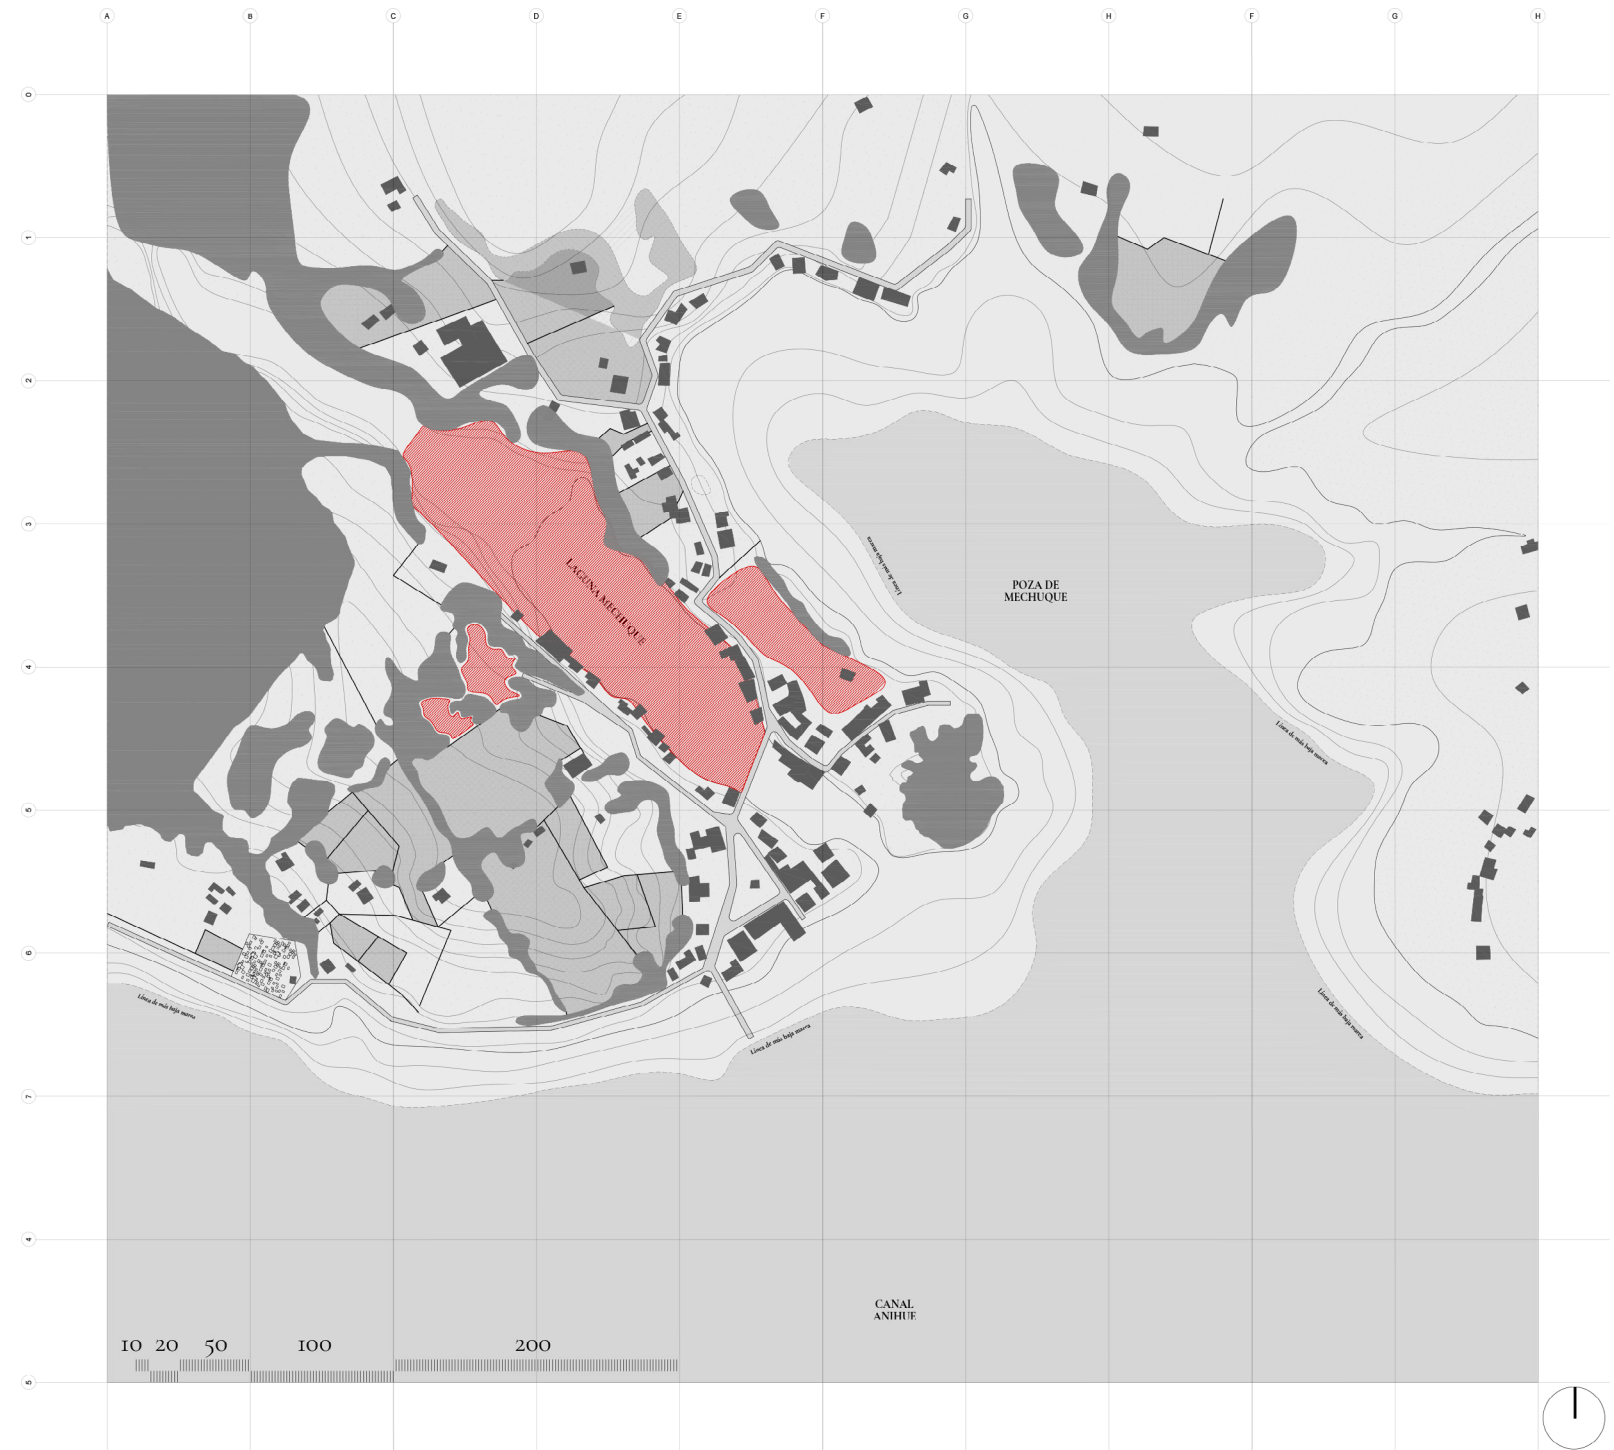 A B C D E F G H F G H
0
1
2
3
4
5
6
7
4
5
LAGUNA MECHUQUE
Línea de más baja marea
POZA DE
MECHUQUE
Línea de más baja marea
Línea de más baja marea
Línea de más baja marea
Línea de más baja marea
CANAL
ANIHUE
10 20 50 100 200